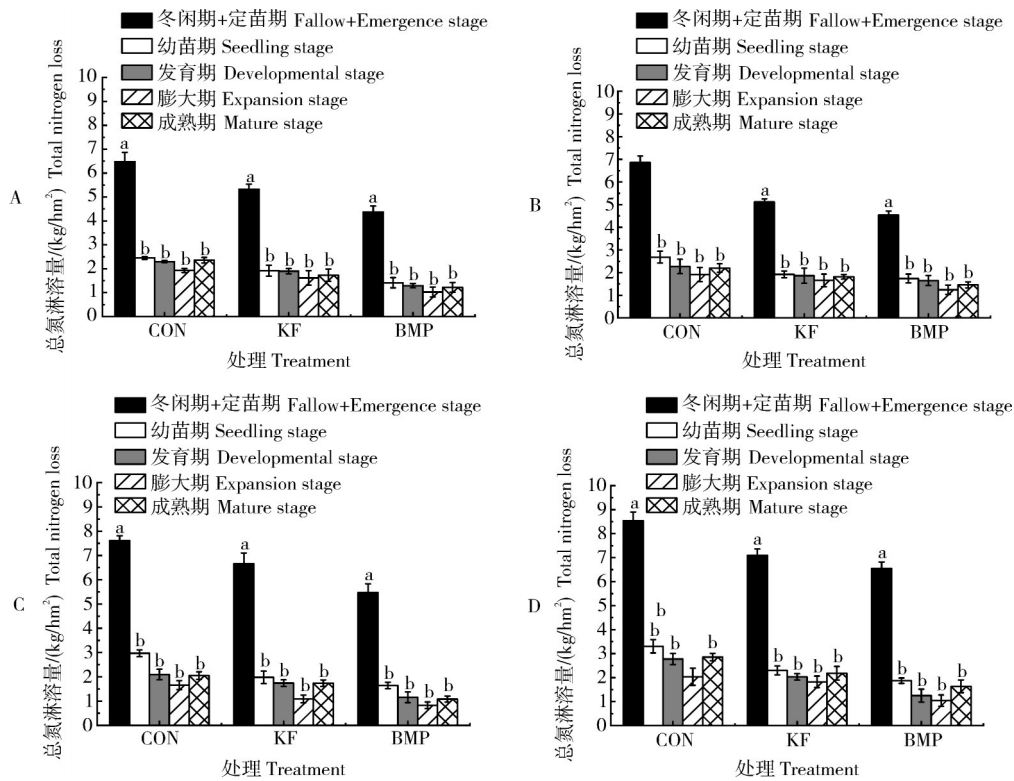 冬闲期+定苗期 Fallow+Emergence stage
幼苗期 Seedling stage
发育期 Developmental stage
膨大期 Expansion stage
成熟期 Mature stage
总氮淋溶量/(kg/hm²) Total nitrogen loss
10
9
8
7
6
5
4
3
2
1
0
a
b b b b
a
b b b b
a
b b b b
CON KF BMP
处理 Treatment
A
冬闲期+定苗期 Fallow+Emergence stage
幼苗期 Seedling stage
发育期 Developmental stage
膨大期 Expansion stage
成熟期 Mature stage
总氮淋溶量/(kg/hm²) Total nitrogen loss
10
9
8
7
6
5
4
3
2
1
0
b b b b
a
b b b b
a
b b b b
CON KF BMP
处理 Treatment
B
冬闲期+定苗期 Fallow+Emergence stage
幼苗期 Seedling stage
发育期 Developmental stage
膨大期 Expansion stage
成熟期 Mature stage
总氮淋溶量/(kg/hm²) Total nitrogen loss
10
9
8
7
6
5
4
3
2
1
0
a
b b b b
a
b b b b
a
b b b b
CON KF BMP
处理 Treatment
C
冬闲期+定苗期 Fallow+Emergence stage
幼苗期 Seedling stage
发育期 Developmental stage
膨大期 Expansion stage
成熟期 Mature stage
总氮淋溶量/(kg/hm²) Total nitrogen loss
10
9
8
7
6
5
4
3
2
1
0
a
b b b b
a
b b b b
a
b b b b
CON KF BMP
处理 Treatment
D